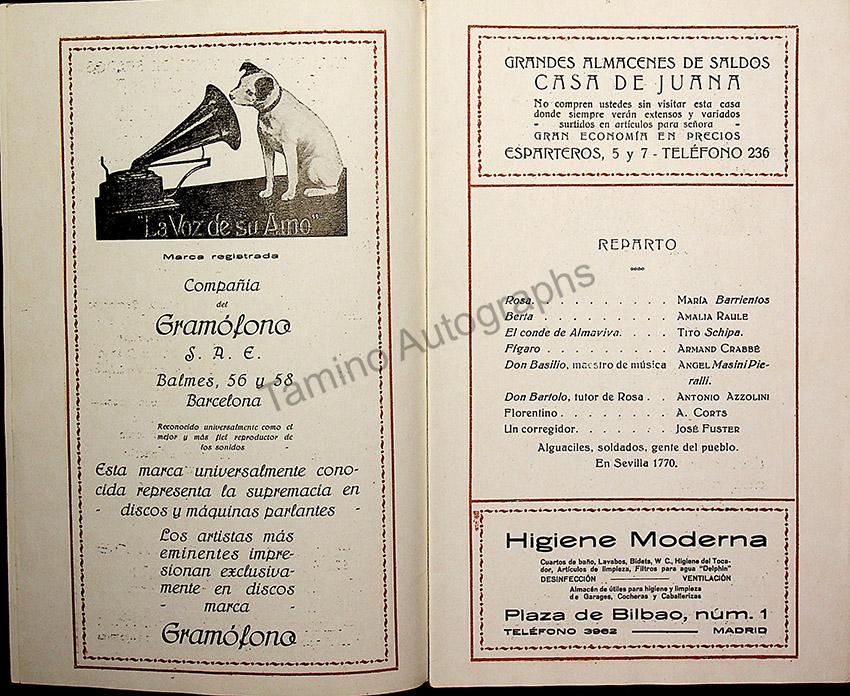 "La Voz de su Amo"
Marca registrada
Compañia
del
Gramófono
S. A. E.
Balmes, 56 y 58
Barcelona
Reconocido universalmente como el
mejor y más fiel reproductor de
los sonidos
Esta marca universalmente cono-
cida representa la supremacía en
- discos y máquinas parlantes -
Los artistas más
eminentes impre-
sionan exclusiva-
mente en discos
- marca -
Gramófono
GRANDES ALMACENES DE SALDOS
CASA DE JUANA
No compren ustedes sin visitar esta casa
donde siempre verán extensos y variados
- surtidos en artículos para señora -
GRAN ECONOMÍA EN PRECIOS
ESPARTEROS, 5 y 7 - TELÉFONO 236
REPARTO
Rosa. . . . . . . . . . MARÍA Barrientos
Berta . . . . . . . . . AMALIA RAULE
El conde de Almaviva. . . . TITO Schipa.
Fígaro . . . . . . . . . ARMAND CRABBÉ
Don Basilio, maestro de música ANGEL Masini Pie-
ralli.
Don Bartolo, tutor de Rosa . . ANTONIO AZZOLINI
Florentino . . . . . . . . A. CORTS
Un corregidor. . . . . . . JOSÉ FUSTER
Alguaciles, soldados, gente del pueblo.
En Sevilla 1770.
Higiene Moderna
Cuartos de baño, Lavabos, Bidets, W C., Higiene del Toca-
dor, Artículos de limpieza, Filtros para agua "Delphin"
DESINFECCIÓN VENTILACIÓN
Almacén de útiles para higiene y limpieza
de Garages, Cocheras y Caballerizas
Plaza de Bilbao, núm. 1
TELÉFONO 3962 MADRID
Tamino Autographs